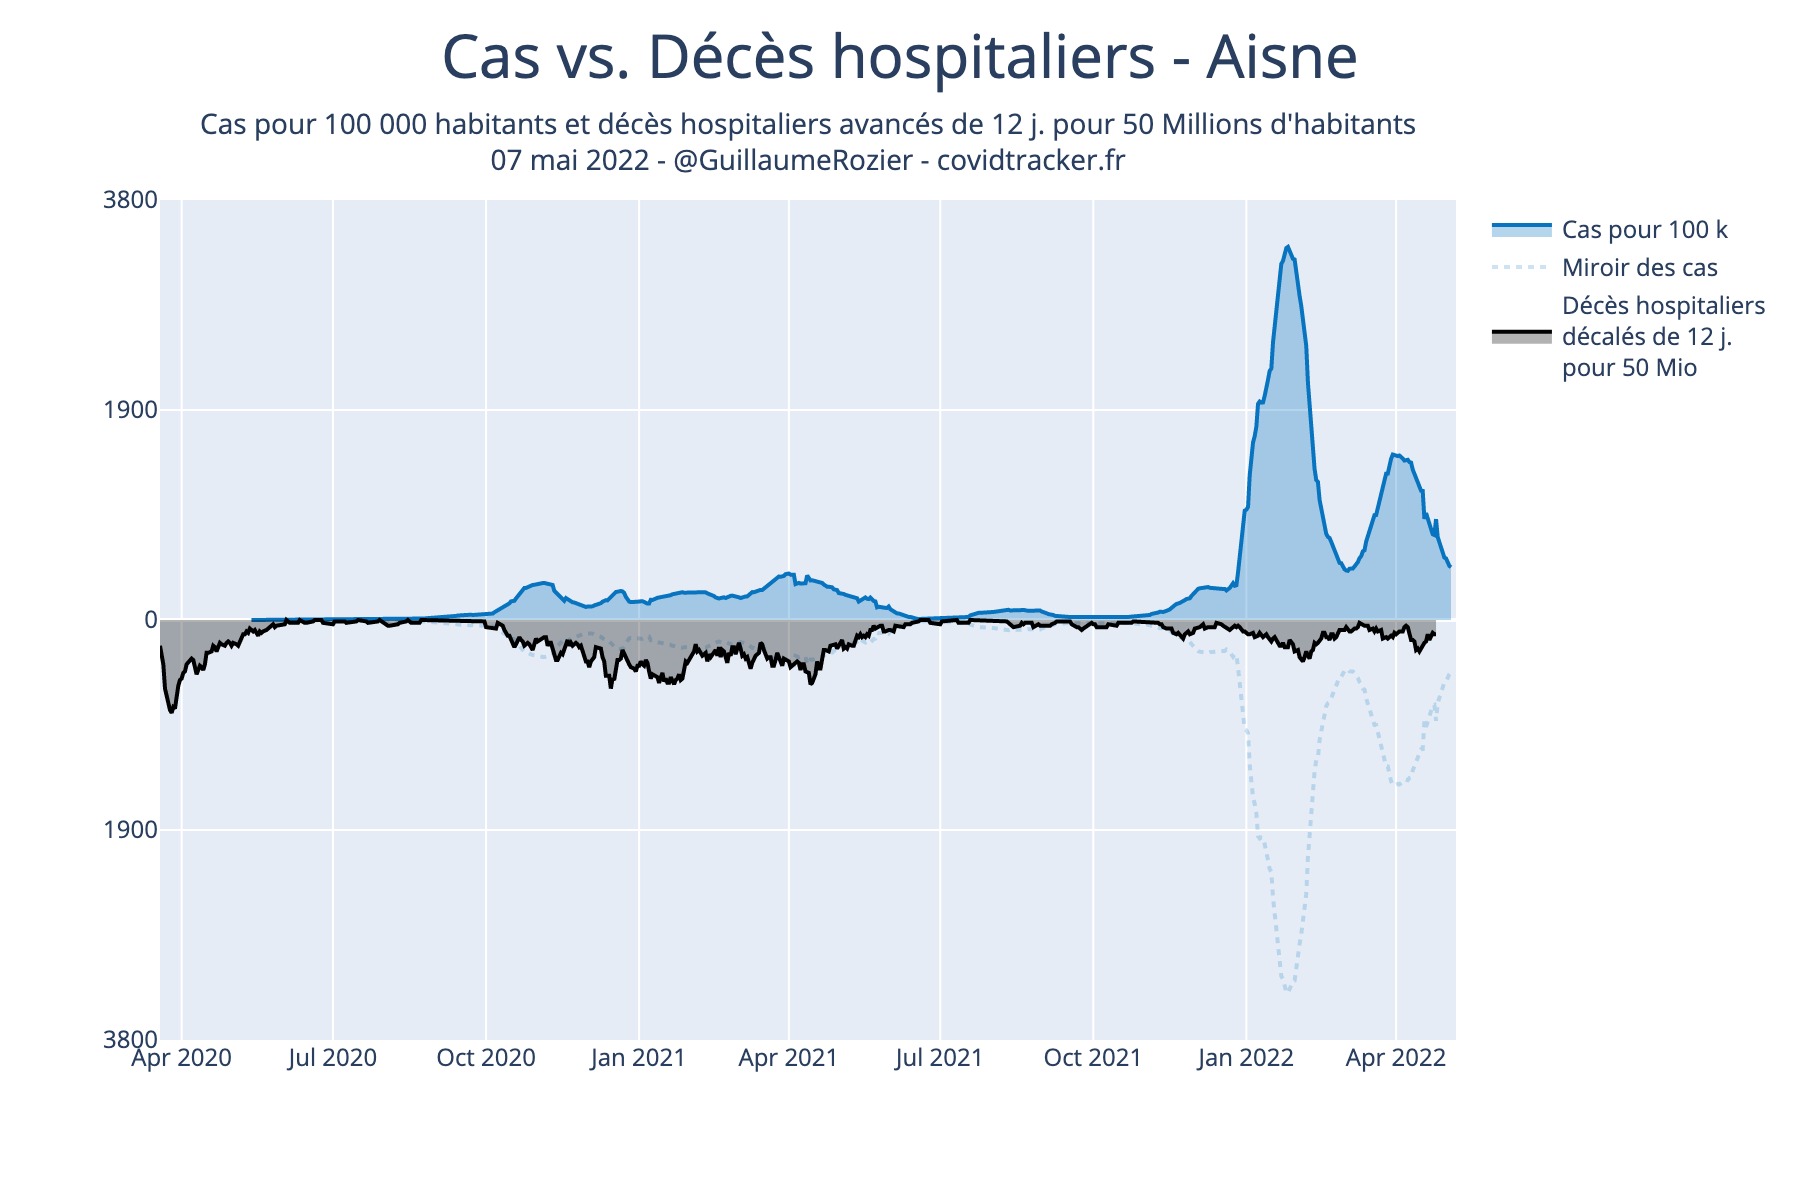 Cas vs. Décès hospitaliers - Aisne
Cas pour 100 000 habitants et décès hospitaliers avancés de 12 j. pour 50 Millions d'habitants
07 mai 2022 - @GuillaumeRozier - covidtracker.fr
3800
1900
0
1900
3800
Apr 2020
Jul 2020
Oct 2020
Jan 2021
Apr 2021
Jul 2021
Oct 2021
Jan 2022
Apr 2022
Cas pour 100 k
Miroir des cas
Décès hospitaliers
décalés de 12 j.
pour 50 Mio